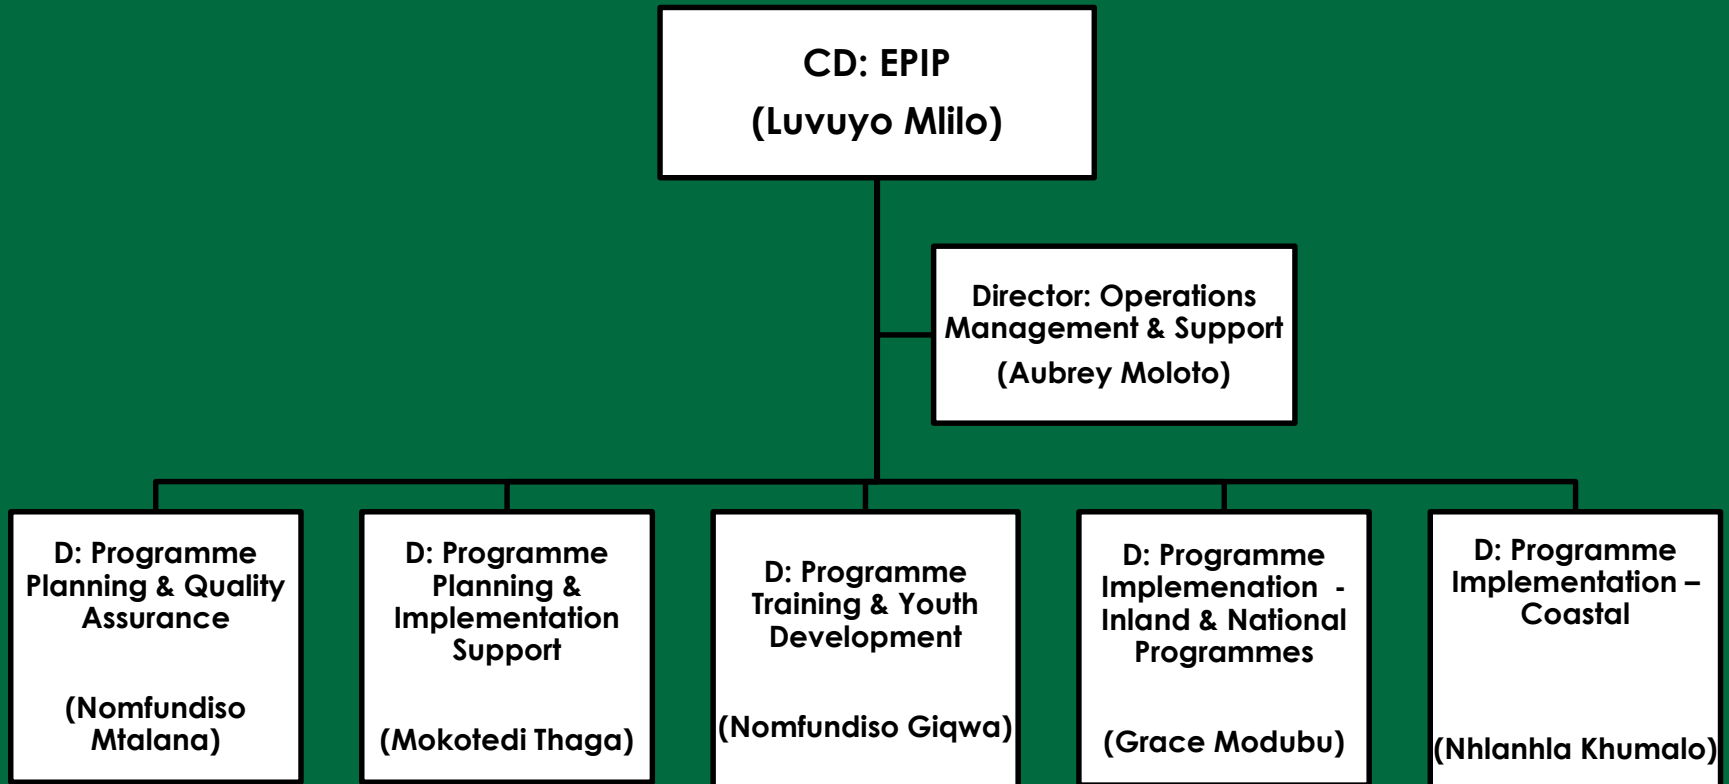 CD: EPIP
(Luvuyo Mlilo)
Director: Operations
Management & Support
(Aubrey Moloto)
D: Programme
Planning & Quality
Assurance
(Nomfundiso
Mtalana)
D: Programme
Planning &
Implementation
Support
(Mokotedi Thaga)
D: Programme
Training & Youth
Development
(Nomfundiso Giqwa)
D: Programme
Implemenation -
Inland & National
Programmes
(Grace Modubu)
D: Programme
Implementation –
Coastal
(Nhlanhla Khumalo)